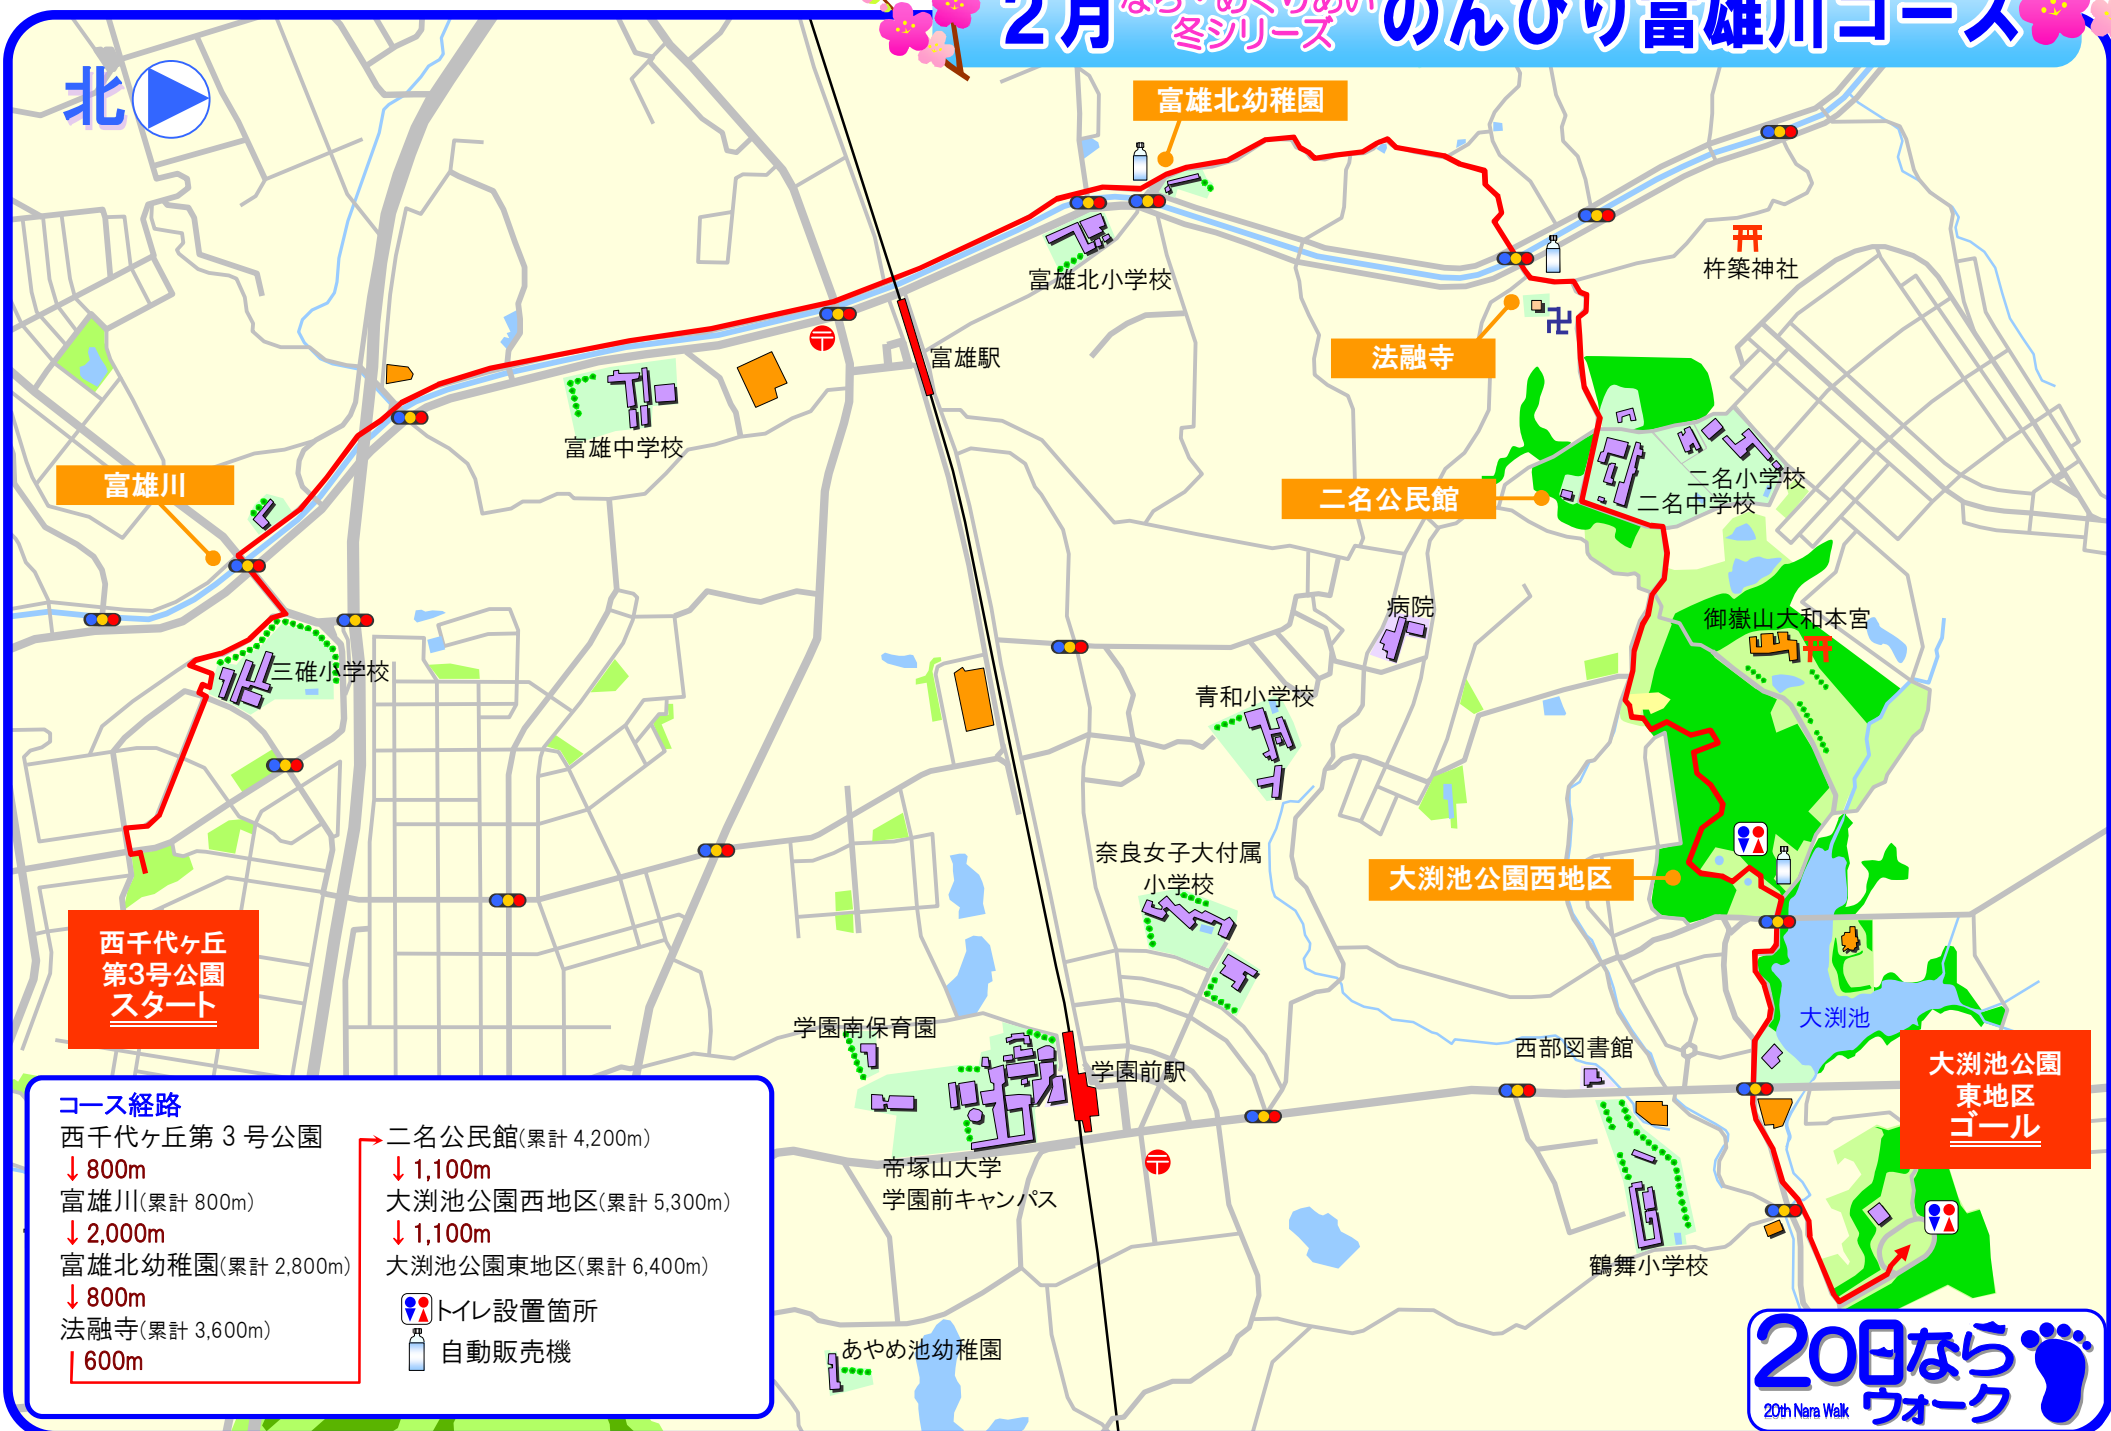 2月
なら・めぐりあい
冬シリーズ
のんびり富雄川コース
北
富雄北幼稚園
富雄北小学校
杵築神社
富雄駅
法融寺
富雄中学校
富雄川
二名公民館
二名小学校
二名中学校
病院
御嶽山大和本宮
三碓小学校
青和小学校
奈良女子大付属
小学校
大渕池公園西地区
西千代ヶ丘
第3号公園
スタート
大渕池
学園南保育園
学園前駅
西部図書館
大渕池公園
東地区
ゴール
帝塚山大学
学園前キャンパス
鶴舞小学校
あやめ池幼稚園
コース経路
西千代ヶ丘第3号公園
↓800m
富雄川(累計 800m)
↓2,000m
富雄北幼稚園(累計 2,800m)
↓800m
法融寺(累計 3,600m)
600m
二名公民館(累計 4,200m)
↓1,100m
大渕池公園西地区(累計 5,300m)
↓1,100m
大渕池公園東地区(累計 6,400m)
トイレ設置箇所
自動販売機
20日なら
ウォーク
20th Nara Walk